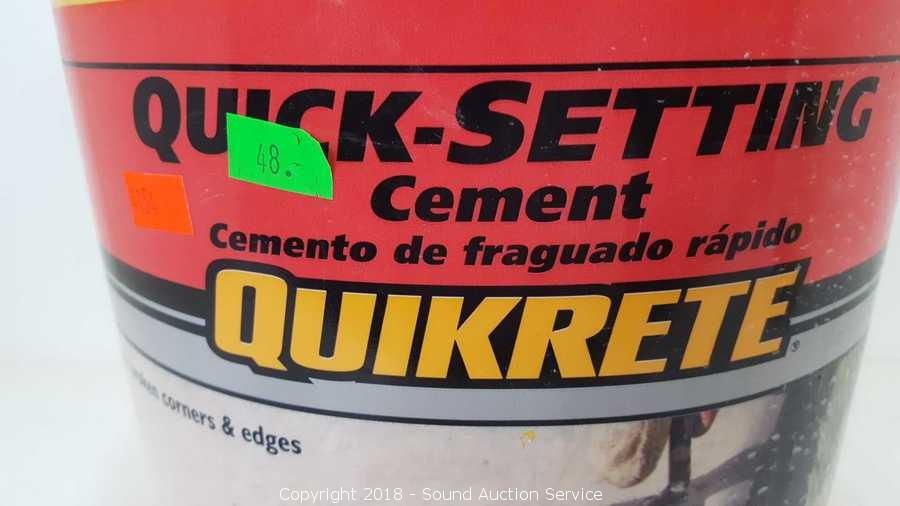 QUICK-SETTING
48.-
Cement
Cemento de fraguado rápido
QUIKRETE®
corners & edges
Copyright 2018 - Sound Auction Service